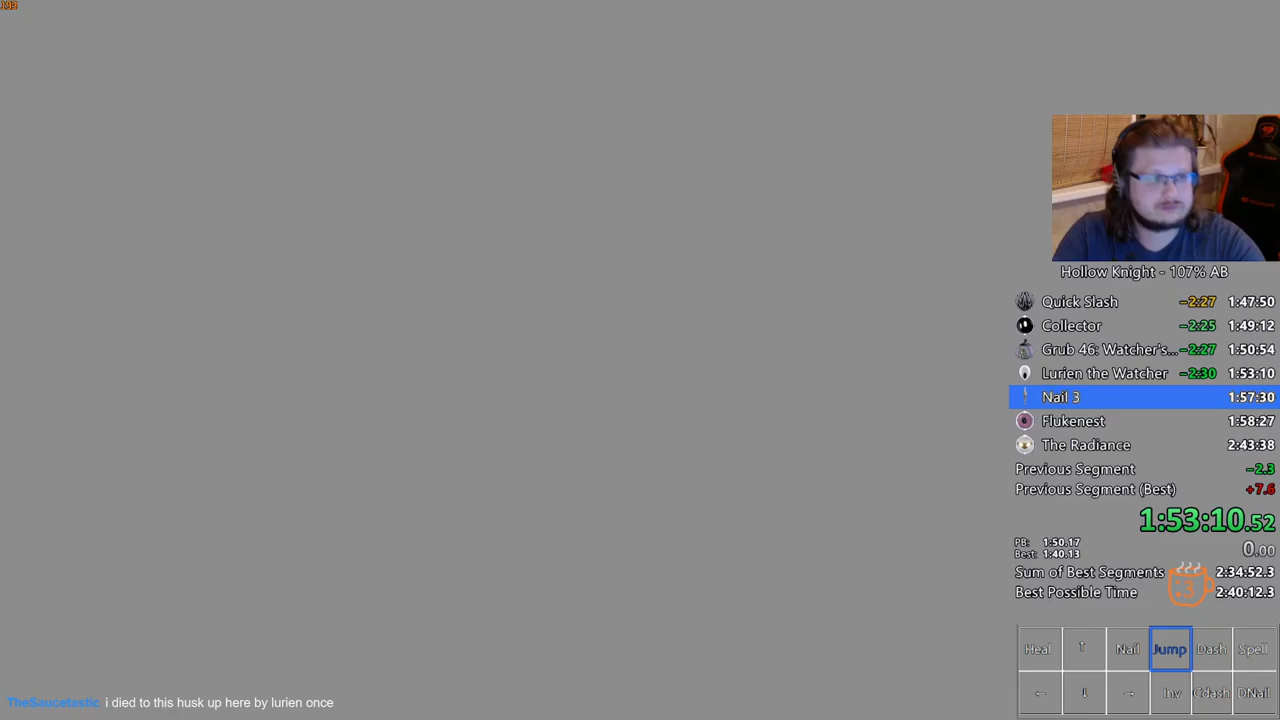 193
Hollow Knight - 107% AB
Quick Slash -2:27 1:47:50
Collector -2:25 1:49:12
Grub 46: Watcher's... -2:27 1:50:54
Lurien the Watcher -2:30 1:53:10
Nail 3 1:57:30
Flukenest 1:58:27
The Radiance 2:43:38
Previous Segment -2.3
Previous Segment (Best) +7.6
1:53:10.52
PB: 1:50.17 0.00
Best: 1:40.13
Sum of Best Segments 2:34:52.3
Best Possible Time 2:40:12.3
Heal ↑ Nail Jump Dash Spell
← ↓ → Inv Cdash DNail
TheSaucetastic i died to this husk up here by lurien once